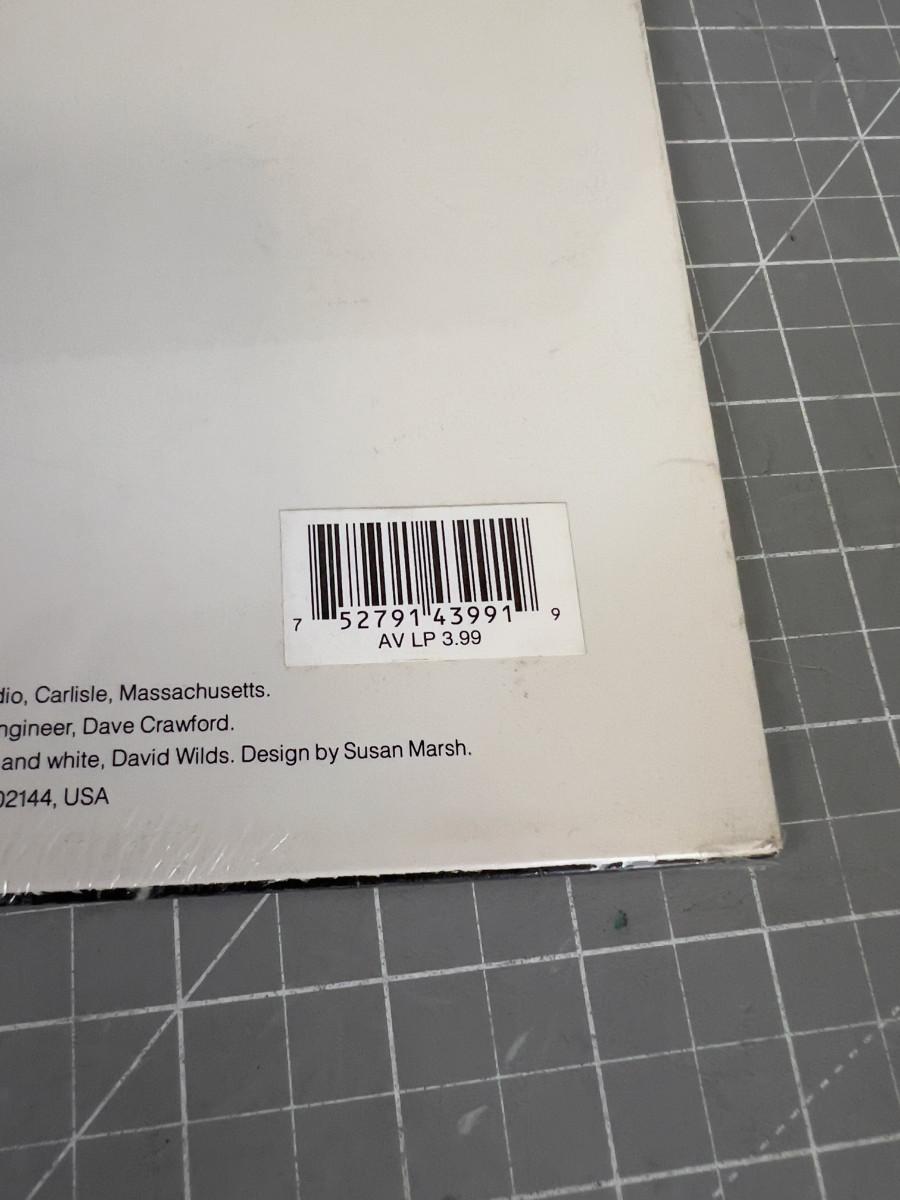 7 52791 43991 9
AV LP 3.99
dio, Carlisle, Massachusetts.
ngineer, Dave Crawford.
and white, David Wilds. Design by Susan Marsh.
02144, USA